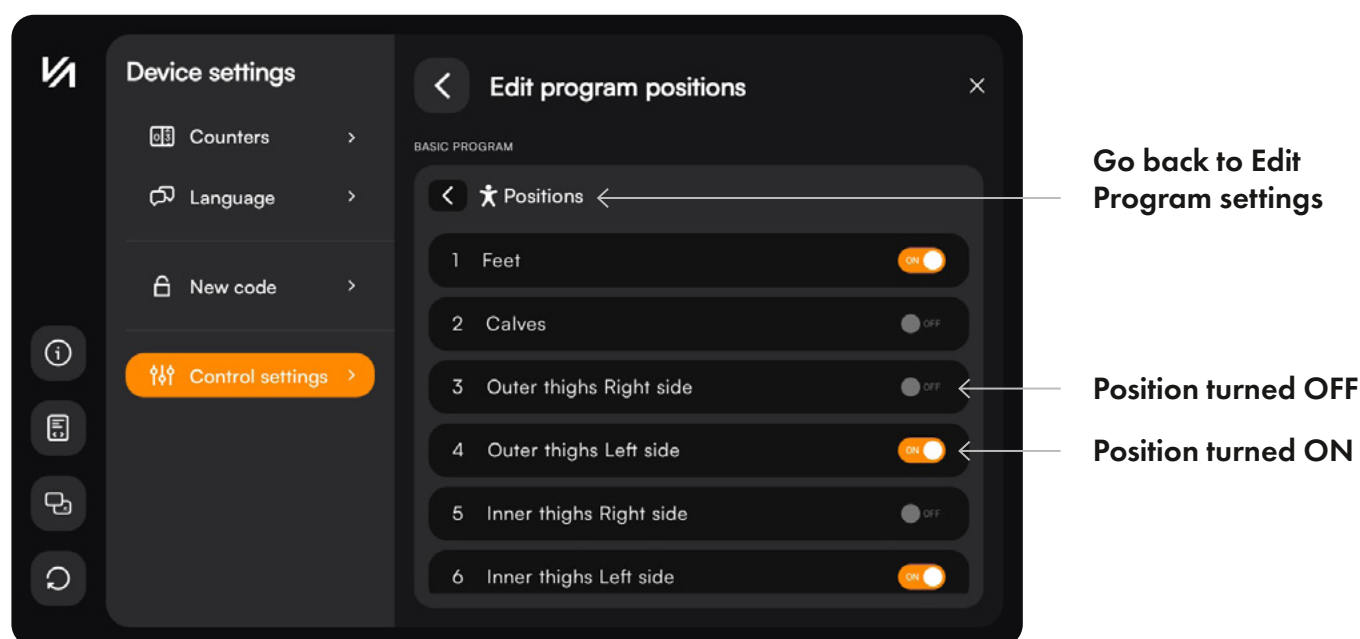 Device settings
Counters
Language
New code
Control settings
Edit program positions
BASIC PROGRAM
Positions
1 Feet ON
2 Calves OFF
3 Outer thighs Right side OFF
4 Outer thighs Left side ON
5 Inner thighs Right side OFF
6 Inner thighs Left side ON
Go back to Edit
Program settings
Position turned OFF
Position turned ON